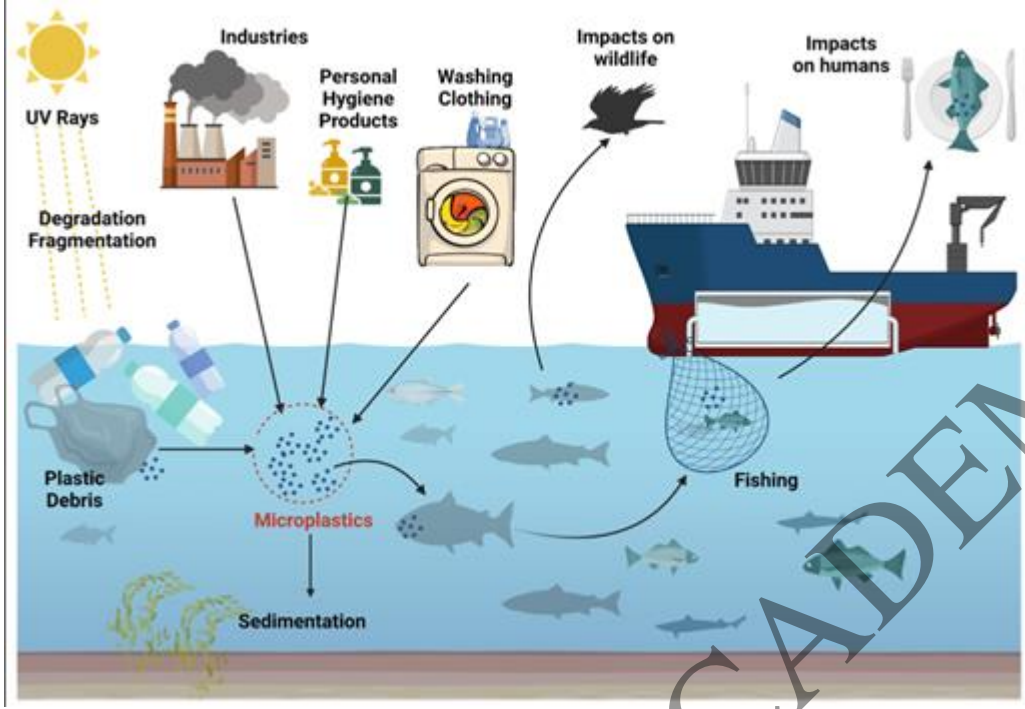 Industries
Impacts on
wildlife
Impacts
on humans
Personal
Hygiene
Products
Washing
Clothing
UV Rays
Degradation
Fragmentation
Plastic
Debris
Microplastics
Fishing
Sedimentation
CADEM